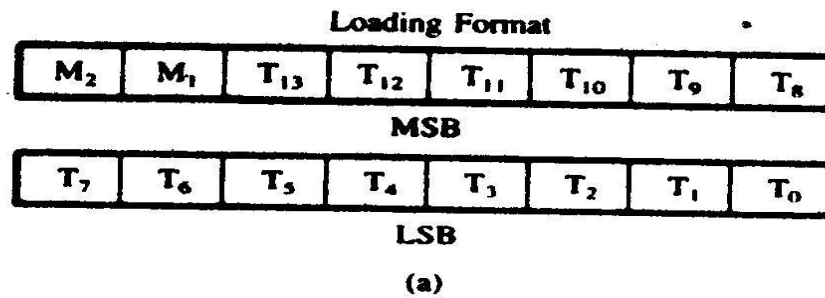 Loading Format
M₂ M₁ T₁₃ T₁₂ T₁₁ T₁₀ T₉ T₈
MSB
T₇ T₆ T₅ T₄ T₃ T₂ T₁ T₀
LSB
(a)